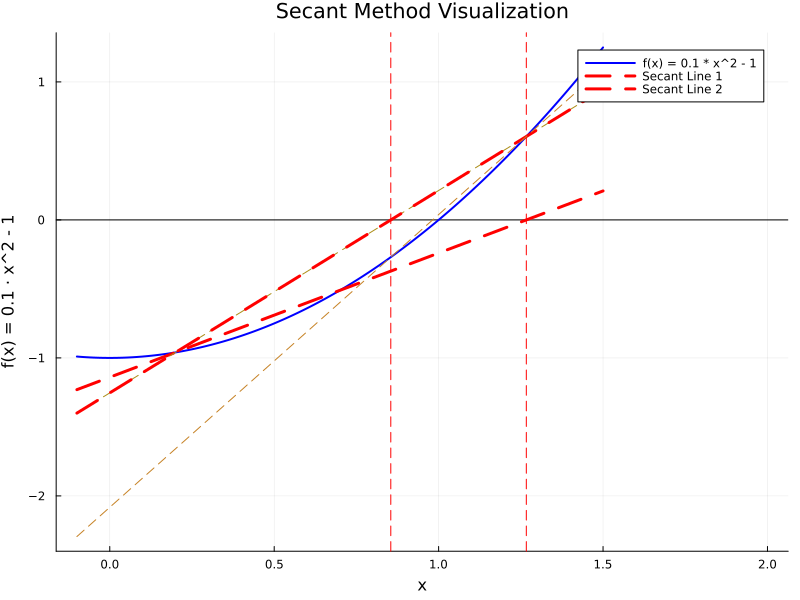 Secant Method Visualization
f(x) = 0.1 * x^2 - 1
Secant Line 1
Secant Line 2
1
0
−1
−2
f(x) = 0.1 · x^2 - 1
0.0
0.5
1.0
1.5
2.0
x